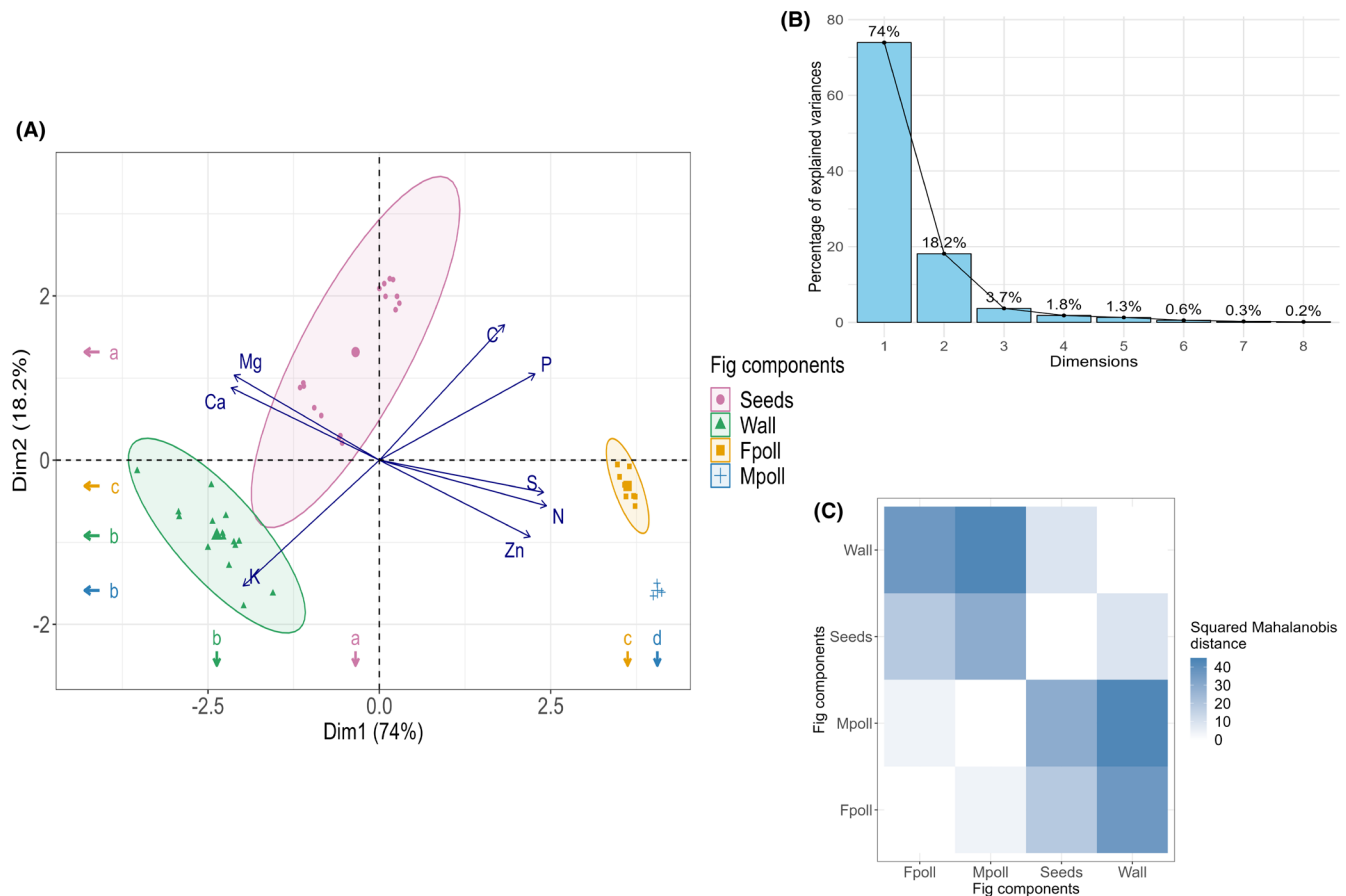 (A)
Dim2 (18.2%)
2
0
-2
a
c
b
b
Mg
Ca
C
P
S
N
Zn
K
b
a
c
d
-2.5
0.0
2.5
Dim1 (74%)
Fig components
Seeds
Wall
Fpoll
Mpoll
(B)
Percentage of explained variances
80
60
40
20
0
74%
18.2%
3.7%
1.8%
1.3%
0.6%
0.3%
0.2%
1
2
3
4
5
6
7
8
Dimensions
(C)
Fig components
Wall
Seeds
Mpoll
Fpoll
Fpoll
Mpoll
Seeds
Wall
Fig components
Squared Mahalanobis
distance
40
30
20
10
0